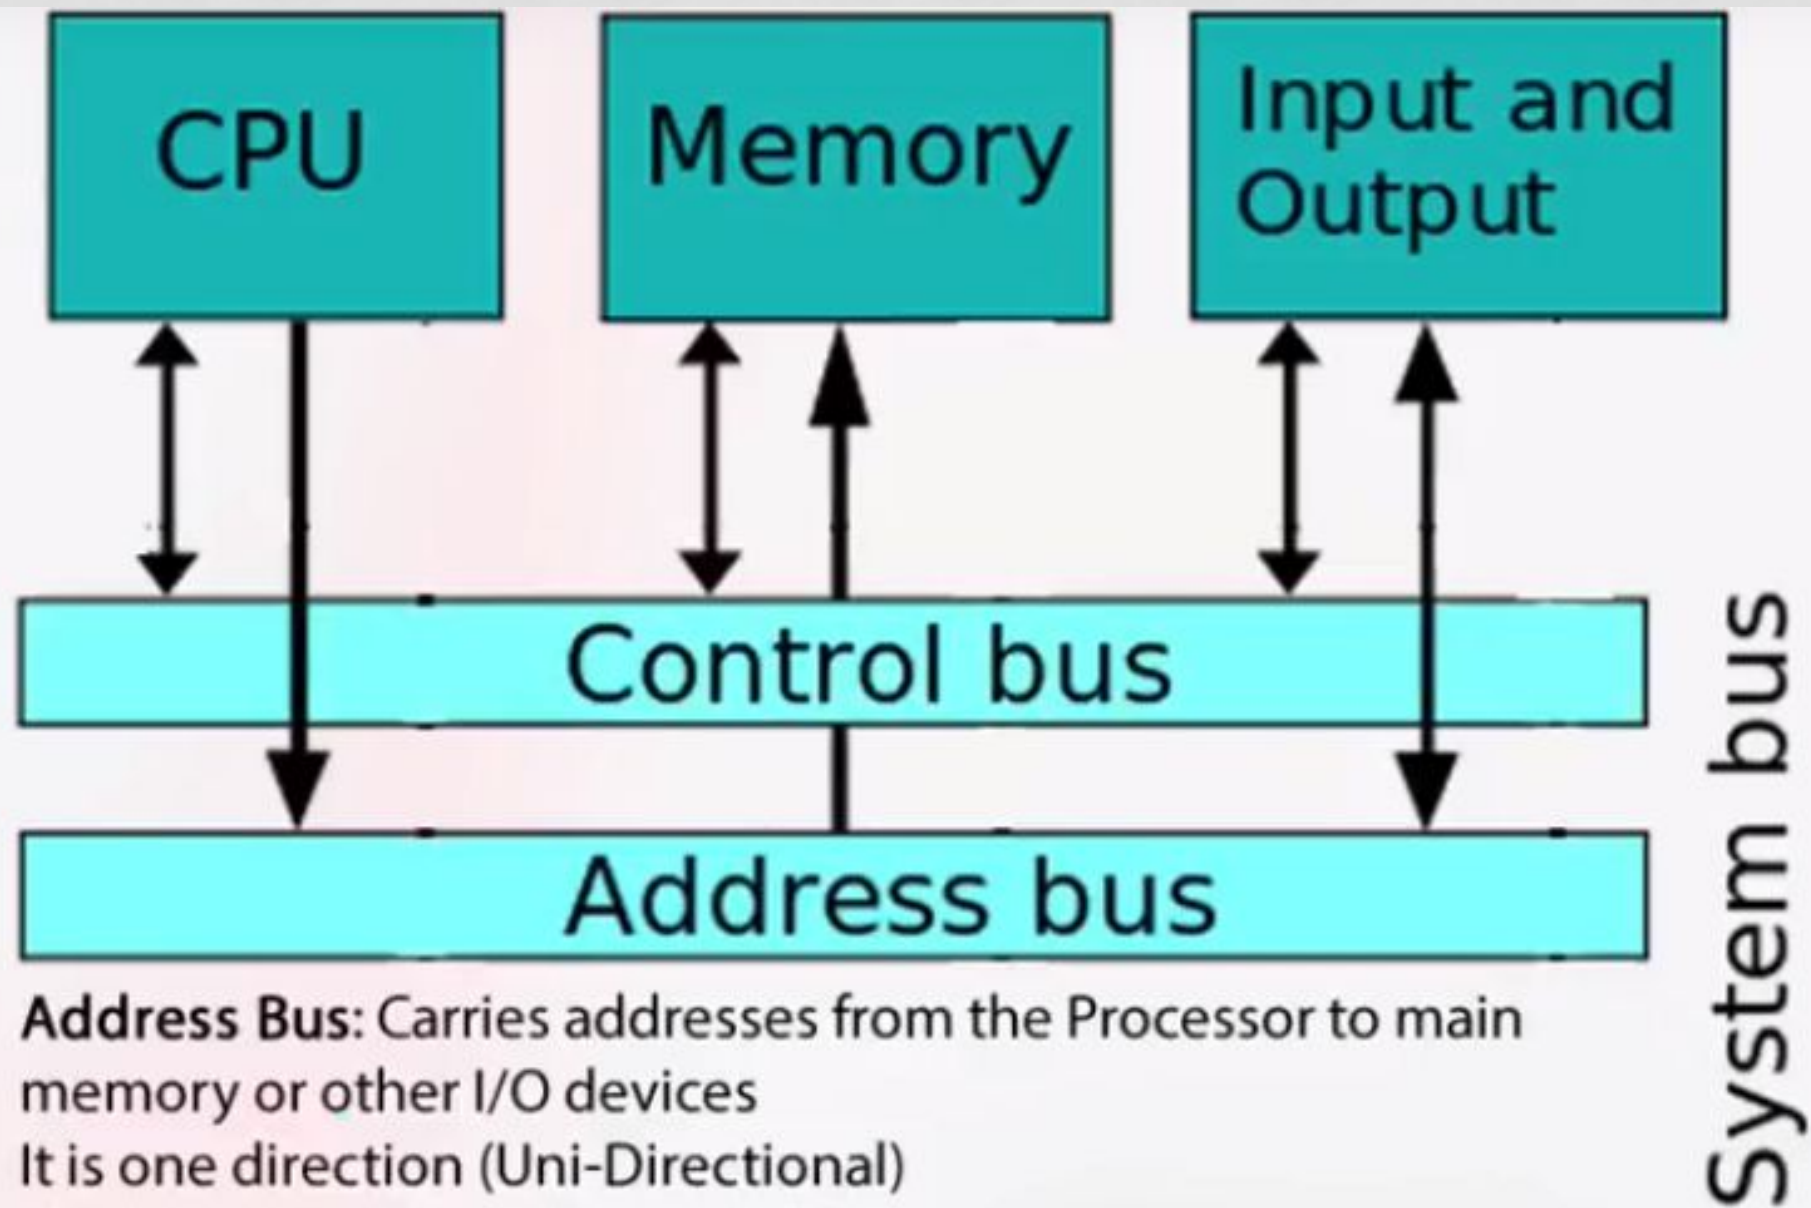 CPU
Memory
Input and
Output
Control bus
Address bus
System bus
Address Bus: Carries addresses from the Processor to main
memory or other I/O devices
It is one direction (Uni-Directional)